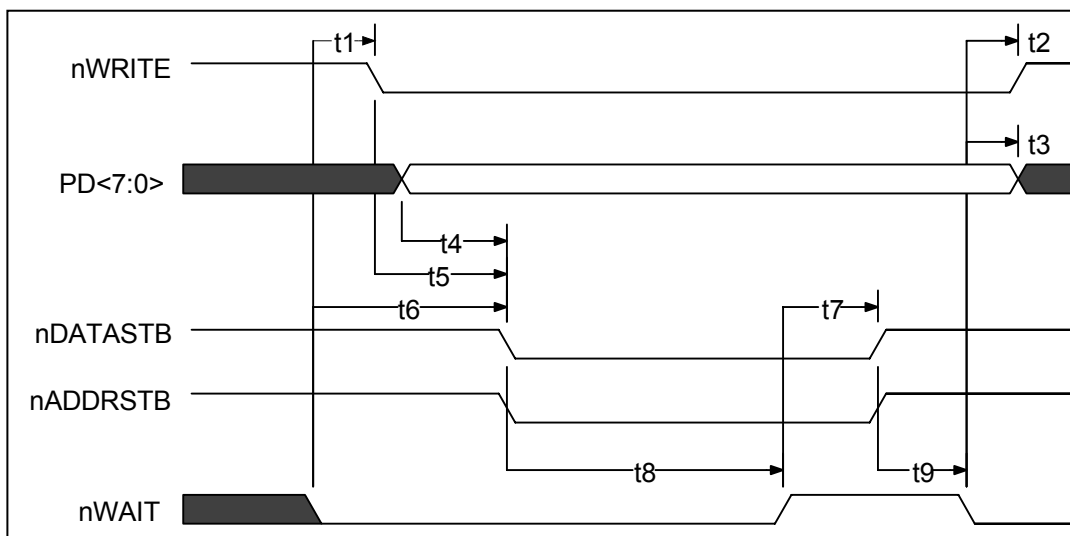 t1
t2
nWRITE
t3
PD<7:0>
t4
t5
t6
t7
nDATASTB
nADDRSTB
t8
t9
nWAIT